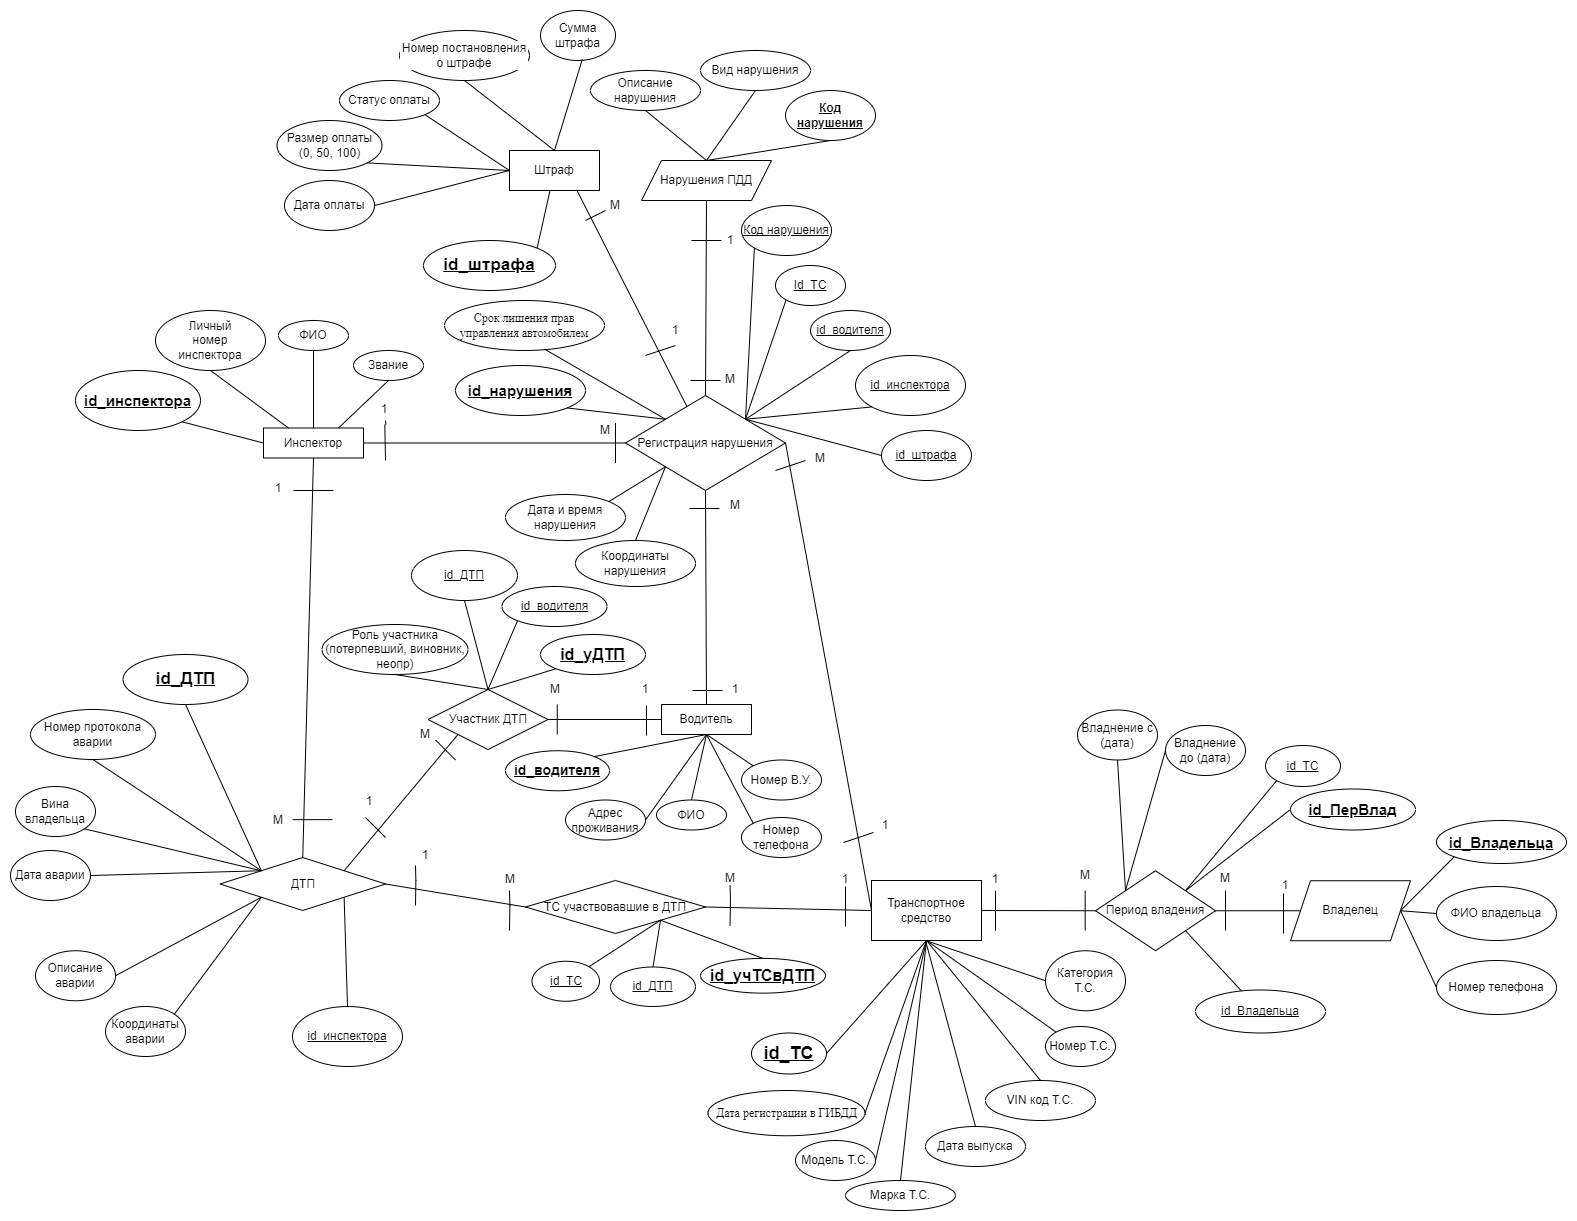 Сумма
штрафа
Номер постановления
о штрафе
Вид нарушения
Описание
нарушения
Статус оплаты
Код
нарушения
Размер оплаты
(0, 50, 100)
Штраф
Нарушения ПДД
Дата оплаты
М
Код нарушения
1
id_штрафа
Id_ТС
Срок лишения прав
управления автомобилем
1
id_водителя
Личный
номер
инспектора
ФИО
Звание
М
id_инспектора
id_нарушения
id_инспектора
1
М
Инспектор
Регистрация нарушения
id_штрафа
М
1
М
Дата и время
нарушения
Координаты
нарушения
id_ДТП
id_водителя
Роль участника
(потерпевший, виновник,
неопр)
id_уДТП
id_ДТП
М
1
1
Участник ДТП
Водитель
Номер протокола
аварии
М
Владнение с
(дата)
Владнение
до (дата)
id_ТС
id_водителя
Номер В.У.
id_ПерВлад
Вина
владельца
1
Адрес
проживания
ФИО
Номер
телефона
М
1
id_Владельца
1
Дата аварии
ДТП
М
М
1
1
М
М
1
ТС участвовавшие в ДТП
Транспортное
средство
Период владения
Владелец
ФИО владельца
Описание
аварии
id_ТС
id_ДТП
id_учТСвДТП
Категория
Т.С.
Номер телефона
id_Владельца
Координаты
аварии
id_инспектора
id_ТС
Номер Т.С.
VIN код Т.С.
Дата регистрации в ГИБДД
Дата выпуска
Модель Т.С.
Марка Т.С.